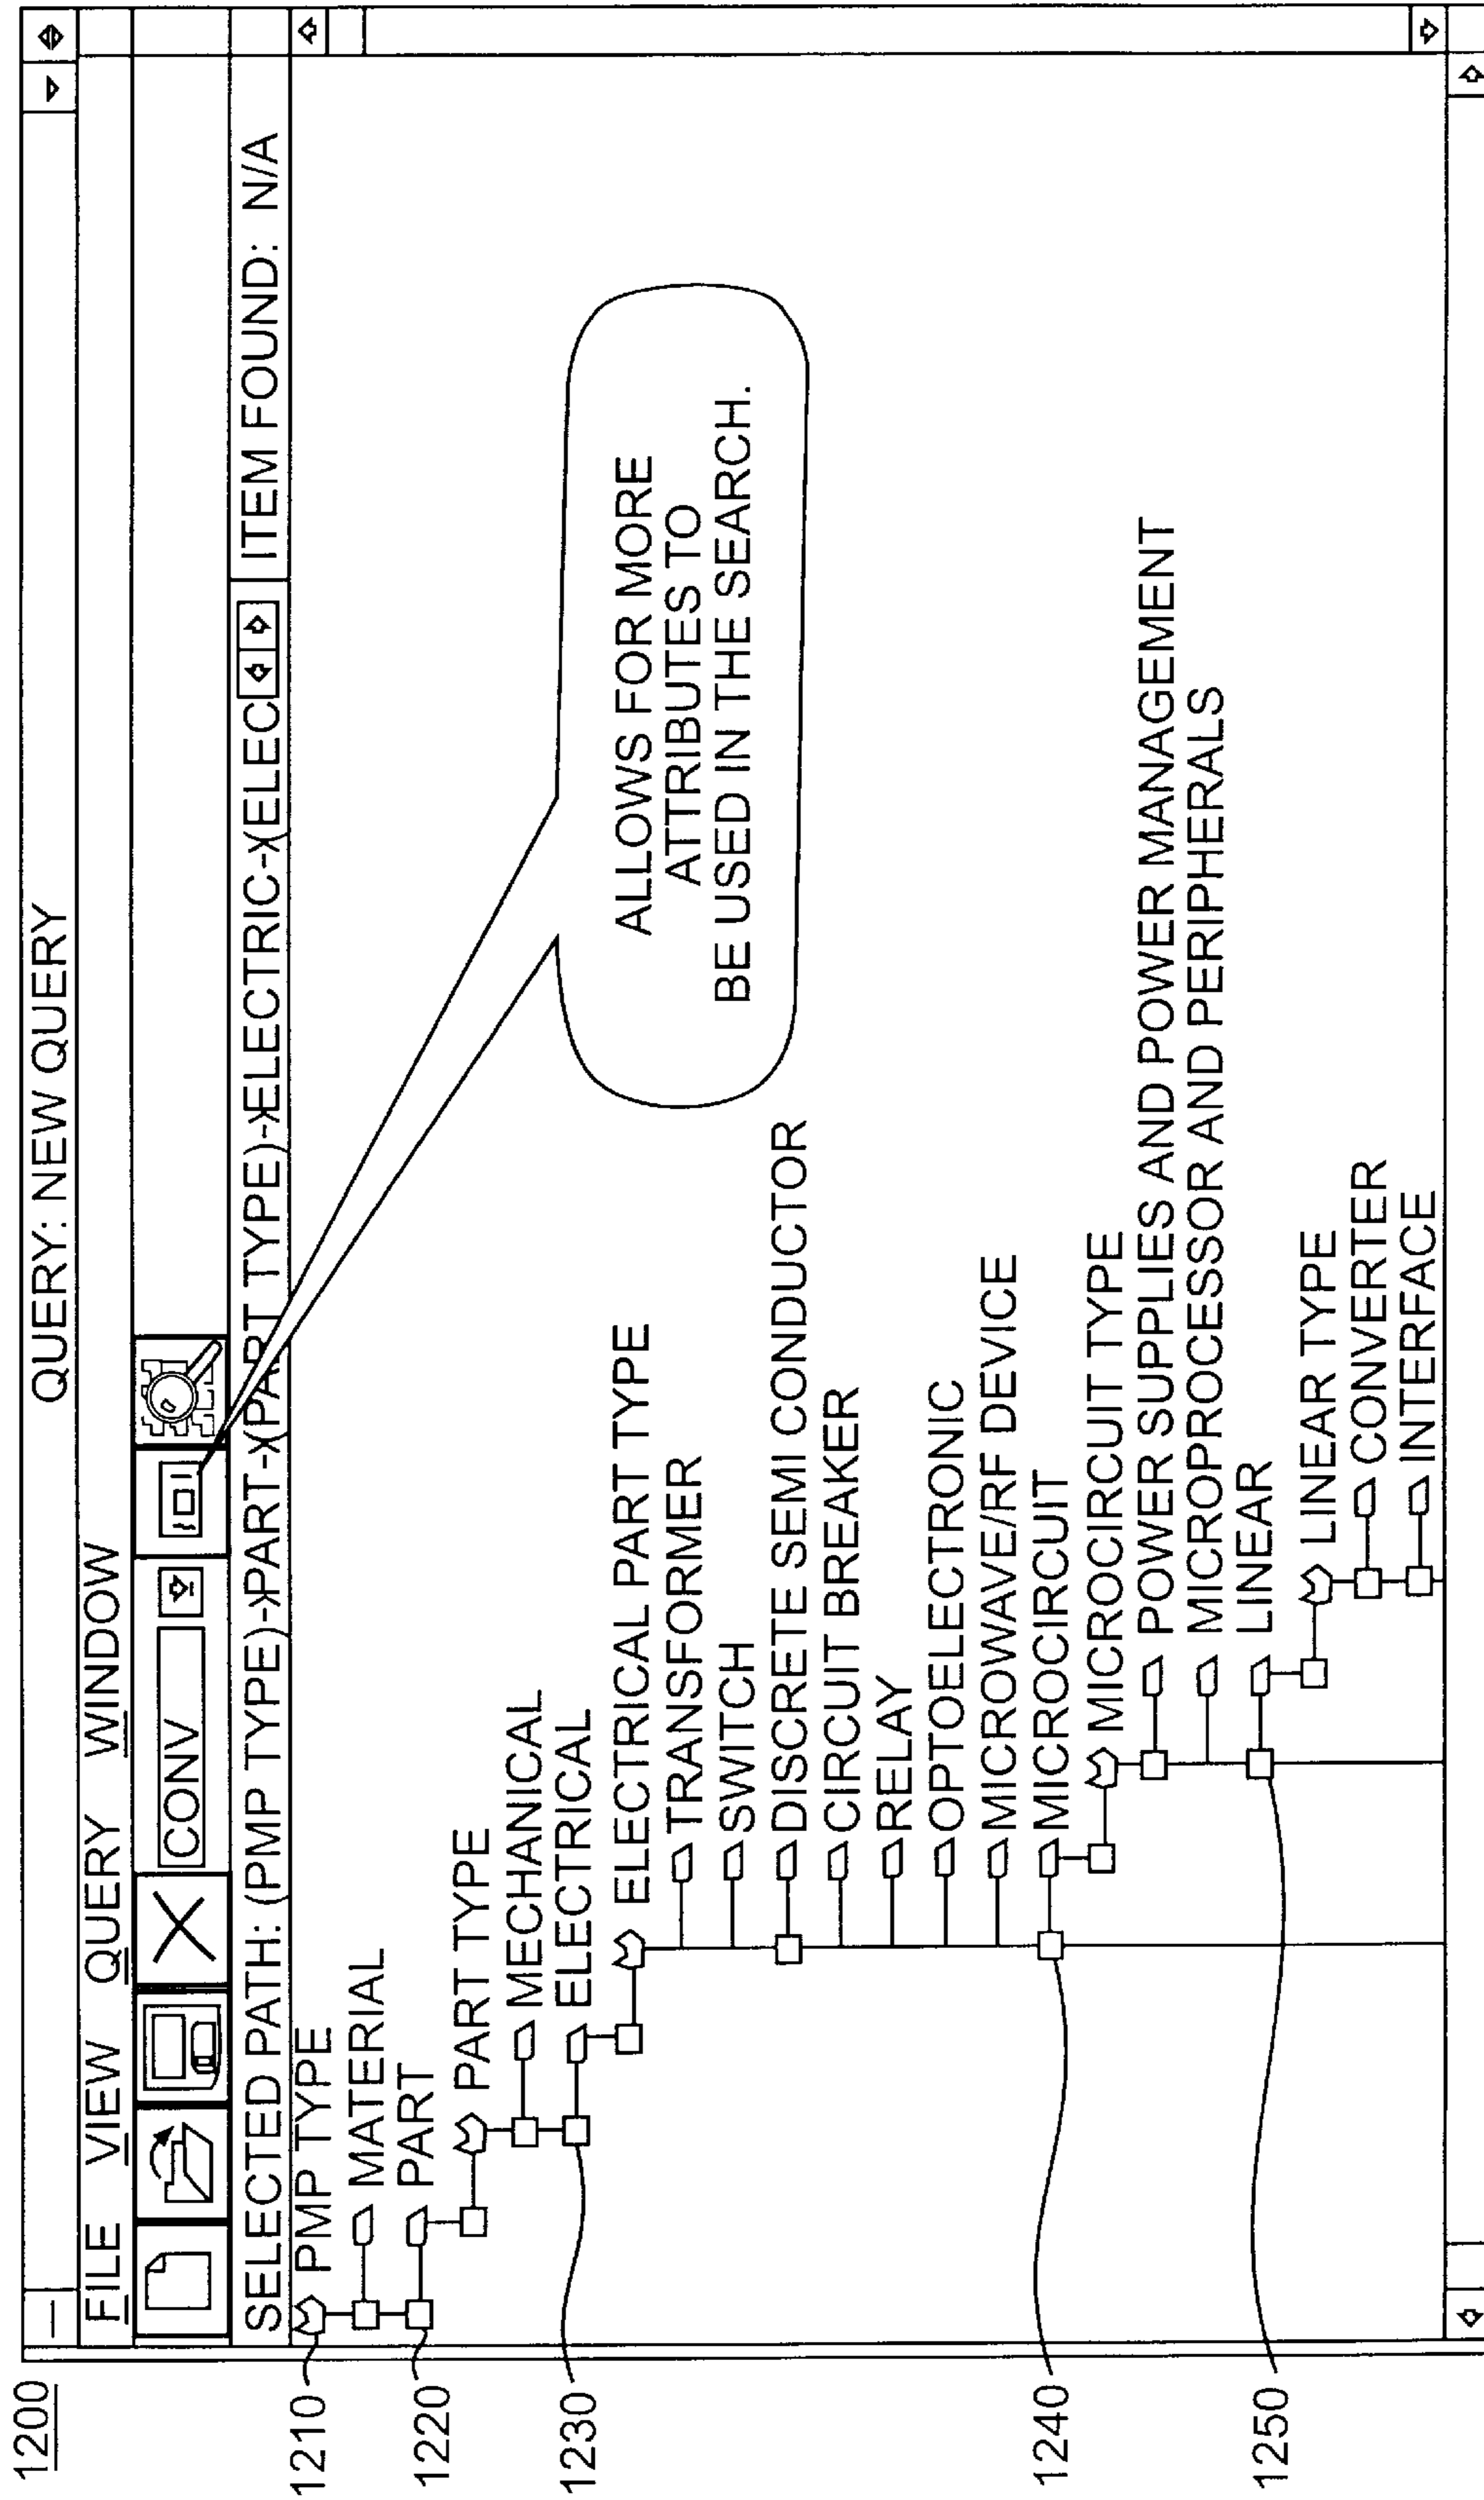 1200
QUERY: NEW QUERY
FILE VIEW QUERY WINDOW
CONV
SELECTED PATH: (PMP TYPE)-×PART-×(PART TYPE)-×ELECTRIC-×(ELEC
ITEM FOUND: N/A
1210
PMP TYPE
MATERIAL
1220
PART
PART TYPE
MECHANICAL
1230
ELECTRICAL
ELECTRICAL PART TYPE
TRANSFORMER
SWITCH
DISCRETE SEMI CONDUCTOR
CIRCUIT BREAKER
RELAY
OPTOELECTRONIC
MICROWAVE/RF DEVICE
1240
MICROCIRCUIT
MICROCIRCUIT TYPE
POWER SUPPLIES AND POWER MANAGEMENT
MICROPROCESSOR AND PERIPHERALS
1250
LINEAR
LINEAR TYPE
CONVERTER
INTERFACE
ALLOWS FOR MORE
ATTRIBUTES TO
BE USED IN THE SEARCH.